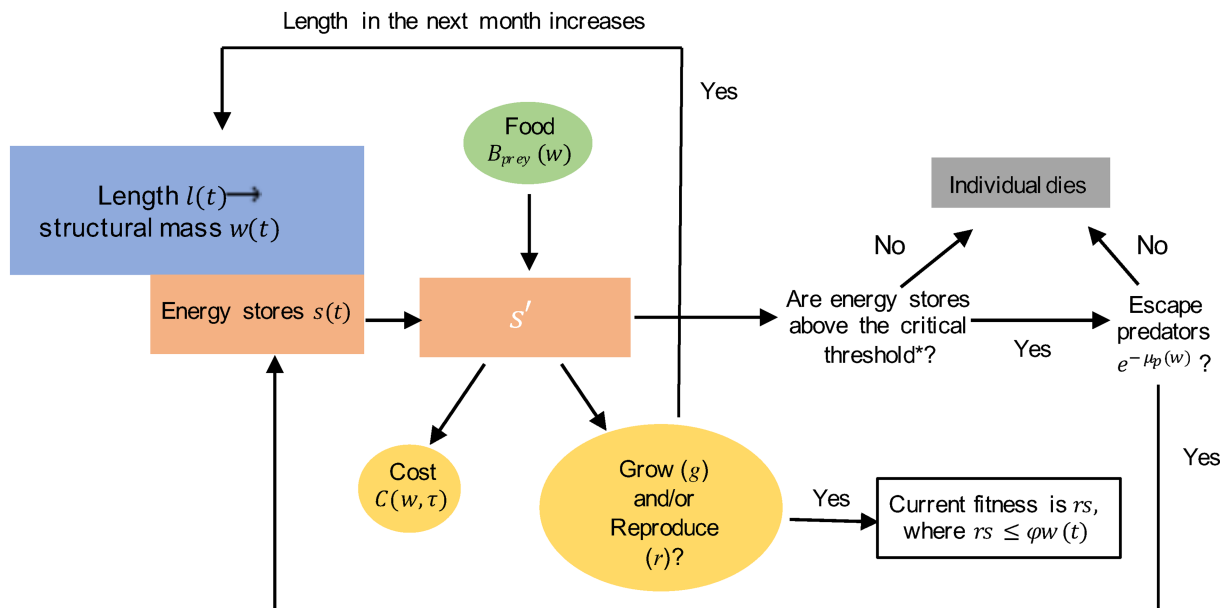 Length in the next month increases
Yes
Food
B_prey (w)
Length l(t)→
structural mass w(t)
Individual dies
No
No
Energy stores s(t)
s′
Are energy stores
above the critical
threshold*?
Yes
Escape
predators
e^{-μ_p(w)} ?
Cost
C(w, τ)
Grow (g)
and/or
Reproduce
(r)?
Yes
Current fitness is rs,
where rs ≤ φw(t)
Yes